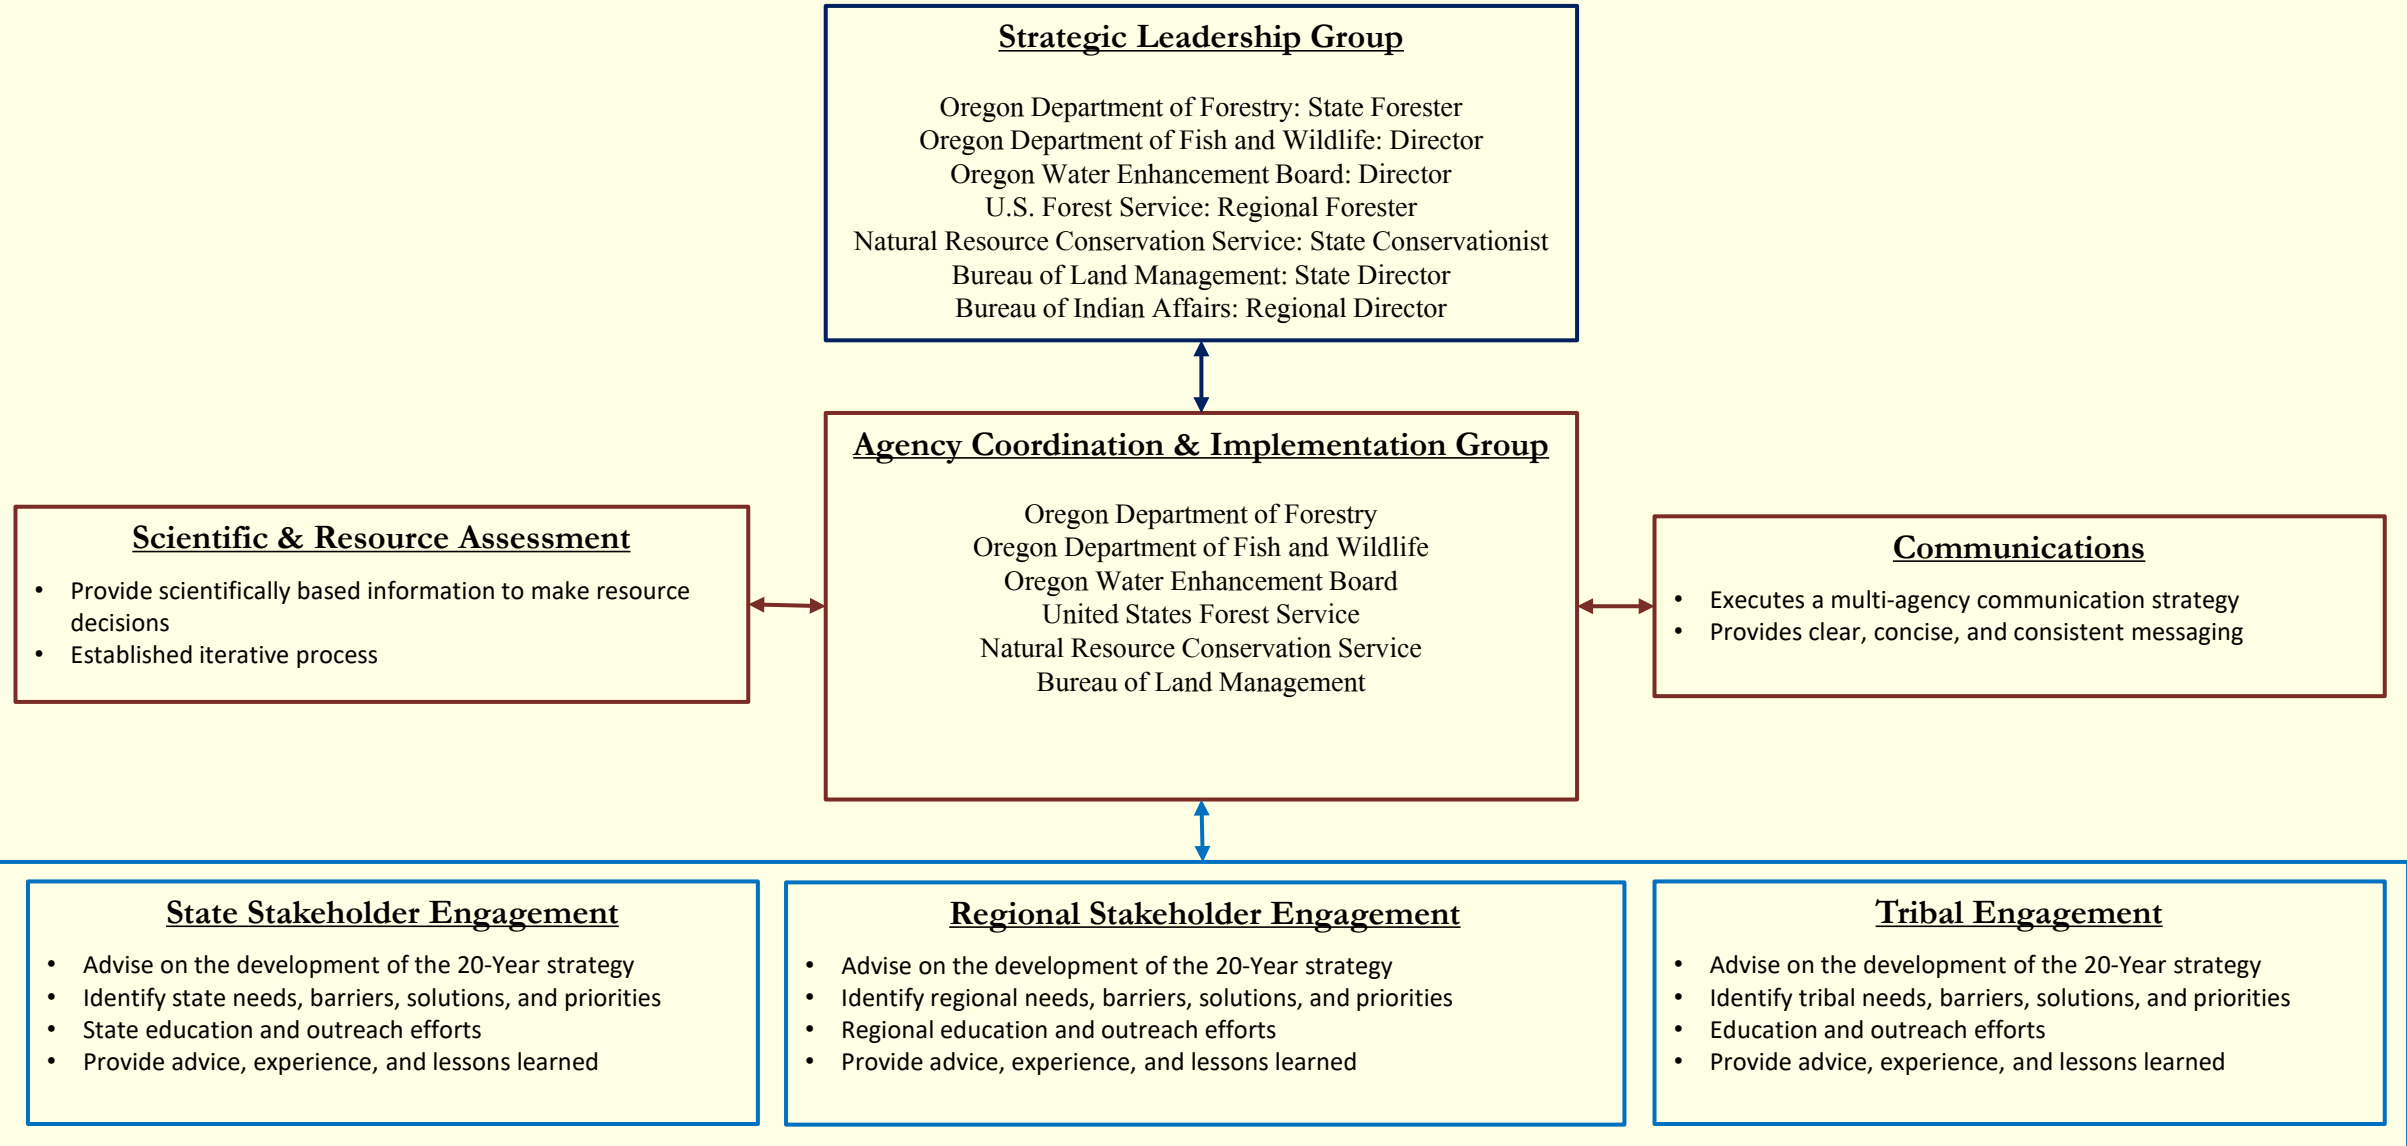 Strategic Leadership Group
Oregon Department of Forestry: State Forester
Oregon Department of Fish and Wildlife: Director
Oregon Water Enhancement Board: Director
U.S. Forest Service: Regional Forester
Natural Resource Conservation Service: State Conservationist
Bureau of Land Management: State Director
Bureau of Indian Affairs: Regional Director
Agency Coordination & Implementation Group
Oregon Department of Forestry
Oregon Department of Fish and Wildlife
Oregon Water Enhancement Board
United States Forest Service
Natural Resource Conservation Service
Bureau of Land Management
Scientific & Resource Assessment
• Provide scientifically based information to make resource
decisions
• Established iterative process
Communications
• Executes a multi-agency communication strategy
• Provides clear, concise, and consistent messaging
State Stakeholder Engagement
• Advise on the development of the 20-Year strategy
• Identify state needs, barriers, solutions, and priorities
• State education and outreach efforts
• Provide advice, experience, and lessons learned
Regional Stakeholder Engagement
• Advise on the development of the 20-Year strategy
• Identify regional needs, barriers, solutions, and priorities
• Regional education and outreach efforts
• Provide advice, experience, and lessons learned
Tribal Engagement
• Advise on the development of the 20-Year strategy
• Identify tribal needs, barriers, solutions, and priorities
• Education and outreach efforts
• Provide advice, experience, and lessons learned